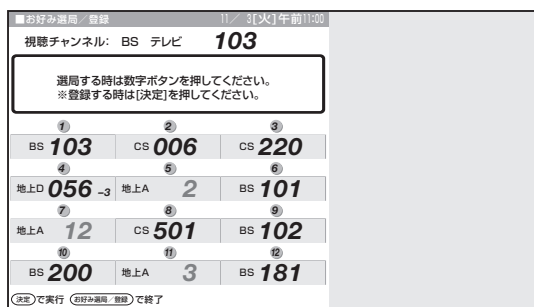 ■お好み選局／登録 11／ 3[火]午前11:00
視聴チャンネル: BS テレビ 103
選局する時は数字ボタンを押してください。
※登録する時は[決定]を押してください。
1 2 3
BS 103 CS 006 CS 220
4 5 6
地上D 056 -3 地上A 2 BS 101
7 8 9
地上A 12 CS 501 BS 102
10 11 12
BS 200 地上A 3 BS 181
決定で実行 お好み選局／登録で終了